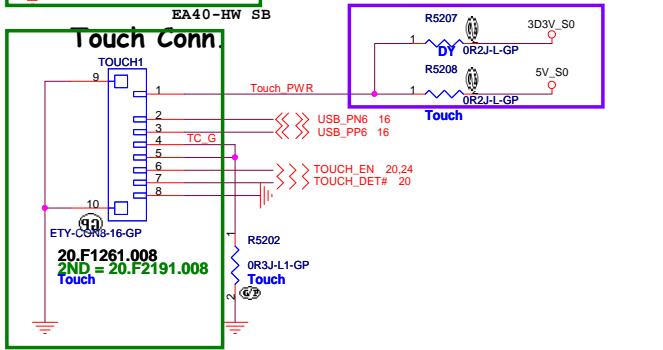 EA40-HW SB
Touch Conn.
TOUCH1
9
1
2
3
4
5
6
7
8
10
Touch_PWR
USB_PN6 16
USB_PP6 16
TC_G
TOUCH_EN 20,24
TOUCH_DET# 20
ETY-CON8-16-GP
20.F1261.008
2ND = 20.F2191.008
Touch
1
R5202
0R3J-L1-GP
Touch
2
R5207
1
DY 0R2J-L-GP
3D3V_S0
R5208
1
0R2J-L-GP
5V_S0
Touch